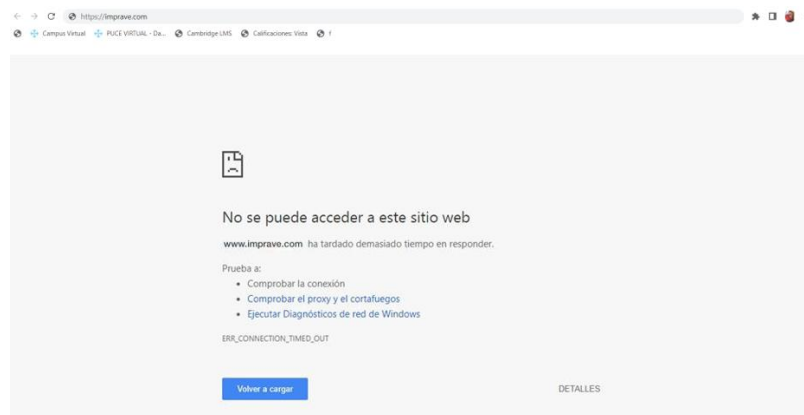 https://imprave.com
Campus Virtual PUCE VIRTUAL - Da... Cambridge LMS Calificaciones: Vista f
No se puede acceder a este sitio web
www.imprave.com ha tardado demasiado tiempo en responder.
Prueba a:
• Comprobar la conexión
• Comprobar el proxy y el cortafuegos
• Ejecutar Diagnósticos de red de Windows
ERR_CONNECTION_TIMED_OUT
Volver a cargar DETALLES